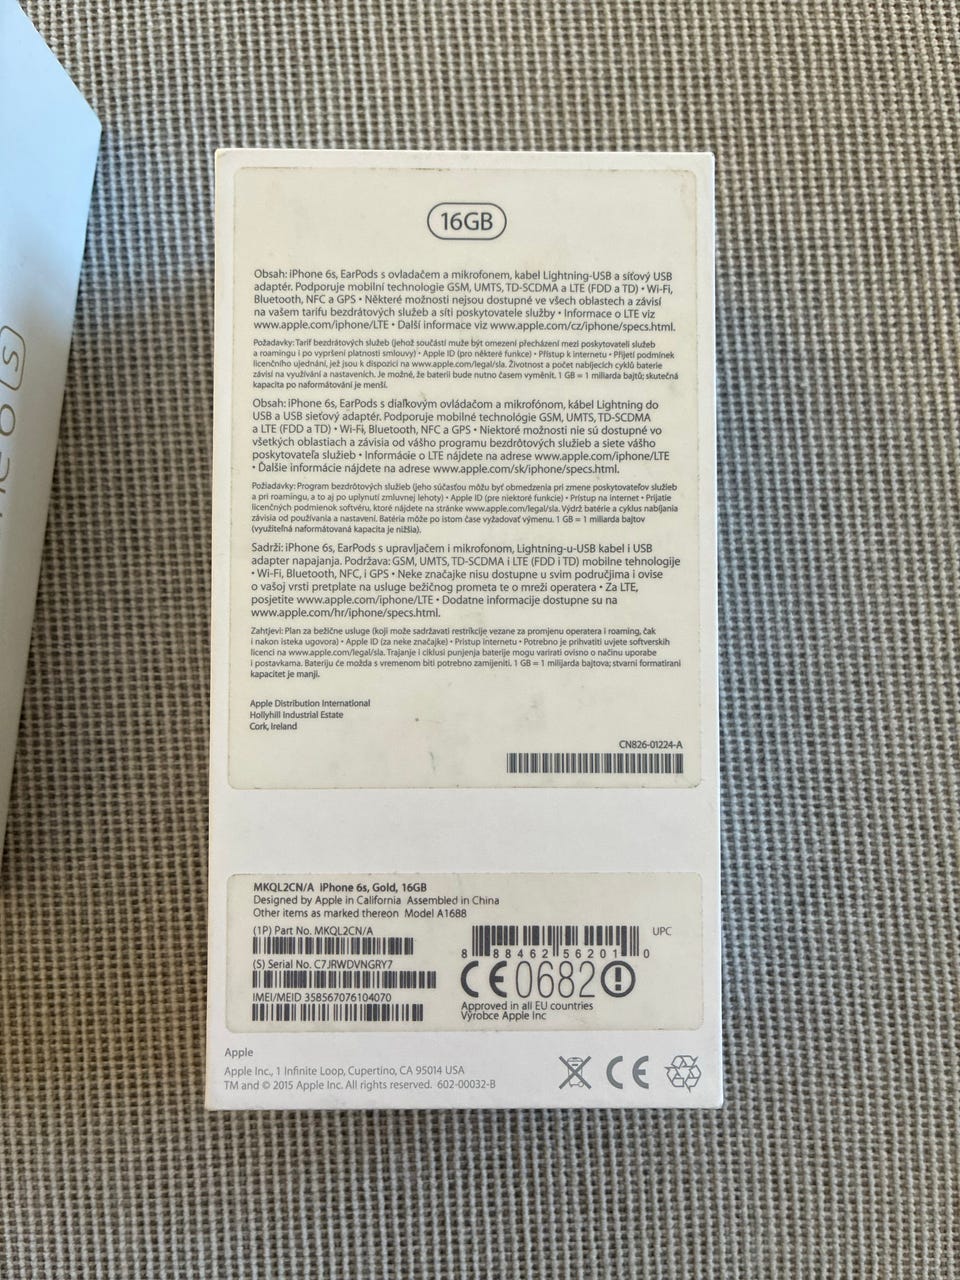 16GB
Obsah: iPhone 6s, EarPods s ovladačem a mikrofonem, kabel Lightning-USB a síťový USB
adaptér. Podporuje mobilní technologie GSM, UMTS, TD-SCDMA a LTE (FDD a TD) • Wi-Fi,
Bluetooth, NFC a GPS • Některé možnosti nejsou dostupné ve všech oblastech a závisí
na vašem tarifu bezdrátových služeb a síti poskytovatele služby • Informace o LTE viz
www.apple.com/iphone/LTE • Další informace viz www.apple.com/cz/iphone/specs.html.
Požadavky: Tarif bezdrátových služeb (jehož součástí muže být omezení přecházení mezi poskytovateli služeb
a roamingu i po vypršení platnosti smlouvy) • Apple ID (pro některé funkce) • Přístup k internetu • Přijetí podmínek
licenčního ujednání, jež jsou k dispozici na www.apple.com/legal/sla. Životnost a počet nabíjecích cyklů baterie
závisí na využívání a nastaveních. Je možné, že baterii bude nutno časem vyměnit. 1 GB = 1 miliarda bajtů; skutečná
kapacita po naformátování je menší.
Obsah: iPhone 6s, EarPods s diaľkovým ovládačom a mikrofónom, kábel Lightning do
USB a USB sieťový adaptér. Podporuje mobilné technológie GSM, UMTS, TD-SCDMA
a LTE (FDD a TD) • Wi-Fi, Bluetooth, NFC a GPS • Niektoré možnosti nie sú dostupné vo
všetkých oblastiach a závisia od vášho programu bezdrôtových služieb a siete vášho
poskytovateľa služieb • Informácie o LTE nájdete na adrese www.apple.com/iphone/LTE
• Ďalšie informácie nájdete na adrese www.apple.com/sk/iphone/specs.html.
Požiadavky: Program bezdrôtových služieb (jeho súčasťou môžu byť obmedzenia pri zmene poskytovateľov služieb
a pri roamingu, a to aj po uplynutí zmluvnej lehoty) • Apple ID (pre niektoré funkcie) • Prístup na internet • Prijatie
licenčných podmienok softvéru, ktoré nájdete na stránke www.apple.com/legal/sla. Výdrž batérie a cyklus nabíjania
závisia od používania a nastavení. Batéria môže po istom čase vyžadovať výmenu. 1 GB = 1 miliarda bajtov
(využiteľná naformátovaná kapacita je nižšia).
Sadrži: iPhone 6s, EarPods s upravljačem i mikrofonom, Lightning-u-USB kabel i USB
adapter napajanja. Podržava: GSM, UMTS, TD-SCDMA i LTE (FDD i TD) mobilne tehnologije
• Wi-Fi, Bluetooth, NFC, i GPS • Neke značajke nisu dostupne u svim područjima i ovise
o vašoj vrsti pretplate na usluge bežičnog prometa te o mreži operatera • Za LTE,
posjetite www.apple.com/iphone/LTE • Dodatne informacije dostupne su na
www.apple.com/hr/iphone/specs.html.
Zahtjevi: Plan za bežične usluge (koji može sadržavati restrikcije vezane za promjenu operatera i roaming, čak
i nakon isteka ugovora) • Apple ID (za neke značajke) • Pristup internetu • Potrebno je prihvatiti uvjete softverskih
licenci na www.apple.com/legal/sla. Trajanje i ciklusi punjenja baterije mogu varirati ovisno o načinu uporabe
i postavkama. Bateriju će možda s vremenom biti potrebno zamijeniti. 1 GB = 1 milijarda bajtova; stvarni formatirani
kapacitet je manji.
Apple Distribution International
Hollyhill Industrial Estate
Cork, Ireland
CN826-01224-A
MKQL2CN/A iPhone 6s, Gold, 16GB
Designed by Apple in California Assembled in China
Other items as marked thereon Model A1688
(1P) Part No. MKQL2CN/A
UPC
8 88462 56201 0
(S) Serial No. C7JRWDVNGRY7
CE0682
IMEI/MEID 358567076104070
Approved in all EU countries
Výrobce Apple Inc
Apple
Apple Inc., 1 Infinite Loop, Cupertino, CA 95014 USA
TM and © 2015 Apple Inc. All rights reserved. 602-00032-B
CE